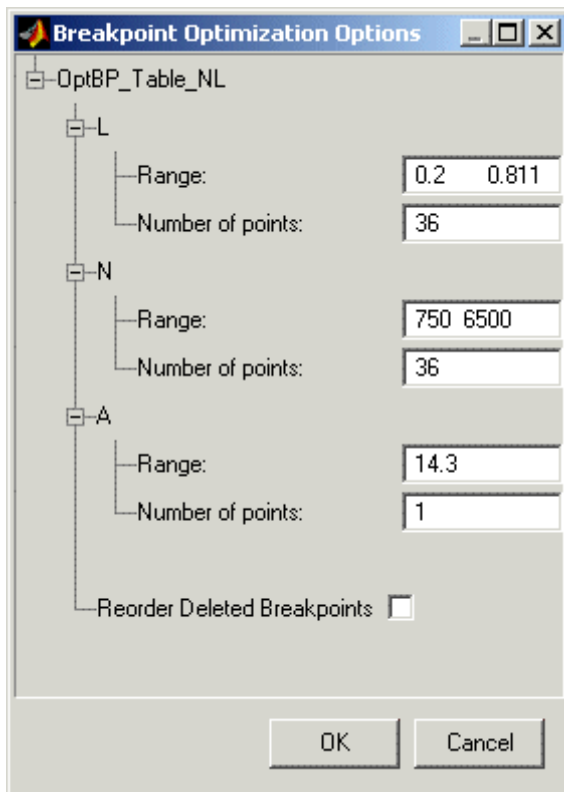 Breakpoint Optimization Options
OptBP_Table_NL
L
Range: 0.2 0.811
Number of points: 36
N
Range: 750 6500
Number of points: 36
A
Range: 14.3
Number of points: 1
Reorder Deleted Breakpoints
OK Cancel